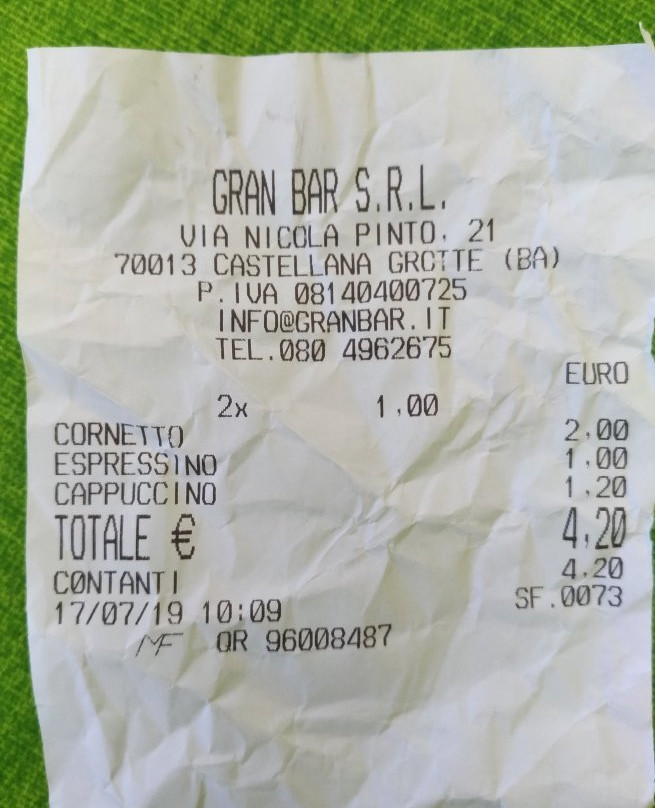 GRAN BAR S.R.L.
VIA NICOLA PINTO. 21
70013 CASTELLANA GROTTE (BA)
P.IVA 08140400725
INFO@GRANBAR.IT
TEL.080 4962675
EURO
2x 1,00
CORNETTO 2,00
ESPRESSINO 1,00
CAPPUCCINO 1,20
TOTALE € 4,20
CONTANTI 4,20
17/07/19 10:09 SF.0073
MF QR 96008487